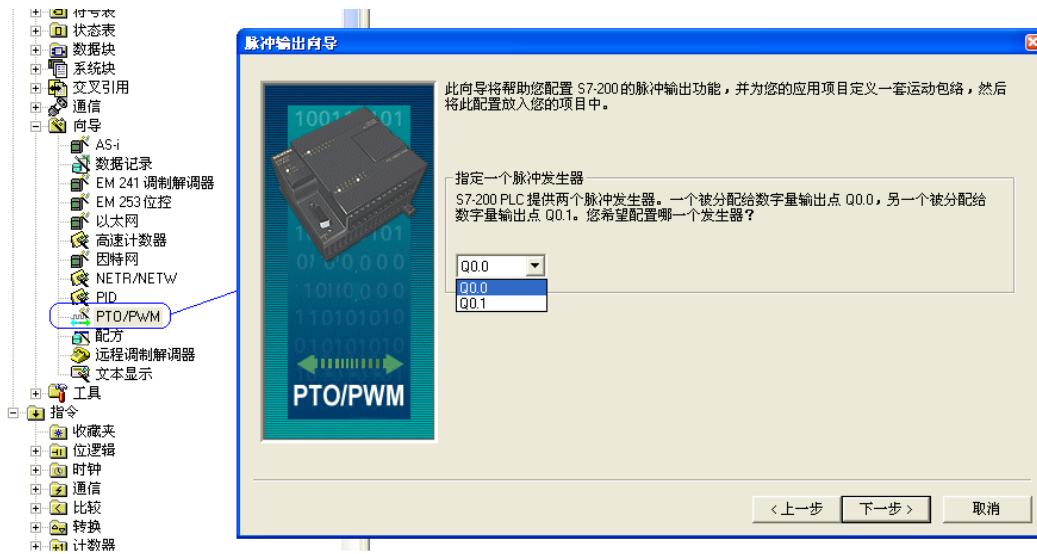 符号表
状态表
数据块
系统块
交叉引用
通信
向导
AS-i
数据记录
EM 241 调制解调器
EM 253 位控
以太网
高速计数器
因特网
NETR/NETW
PID
PTO/PWM
配方
远程调制解调器
文本显示
工具
指令
收藏夹
位逻辑
时钟
通信
比较
转换
计数器
脉冲输出向导
此向导将帮助您配置 S7-200 的脉冲输出功能，并为您的应用项目定义一套运动包络，然后
将此配置放入您的项目中。
指定一个脉冲发生器
S7-200 PLC 提供两个脉冲发生器。一个被分配给数字量输出点 Q0.0，另一个被分配给
数字量输出点 Q0.1。您希望配置哪一个发生器？
Q0.0
Q0.0
Q0.1
PTO/PWM
<上一步
下一步>
取消